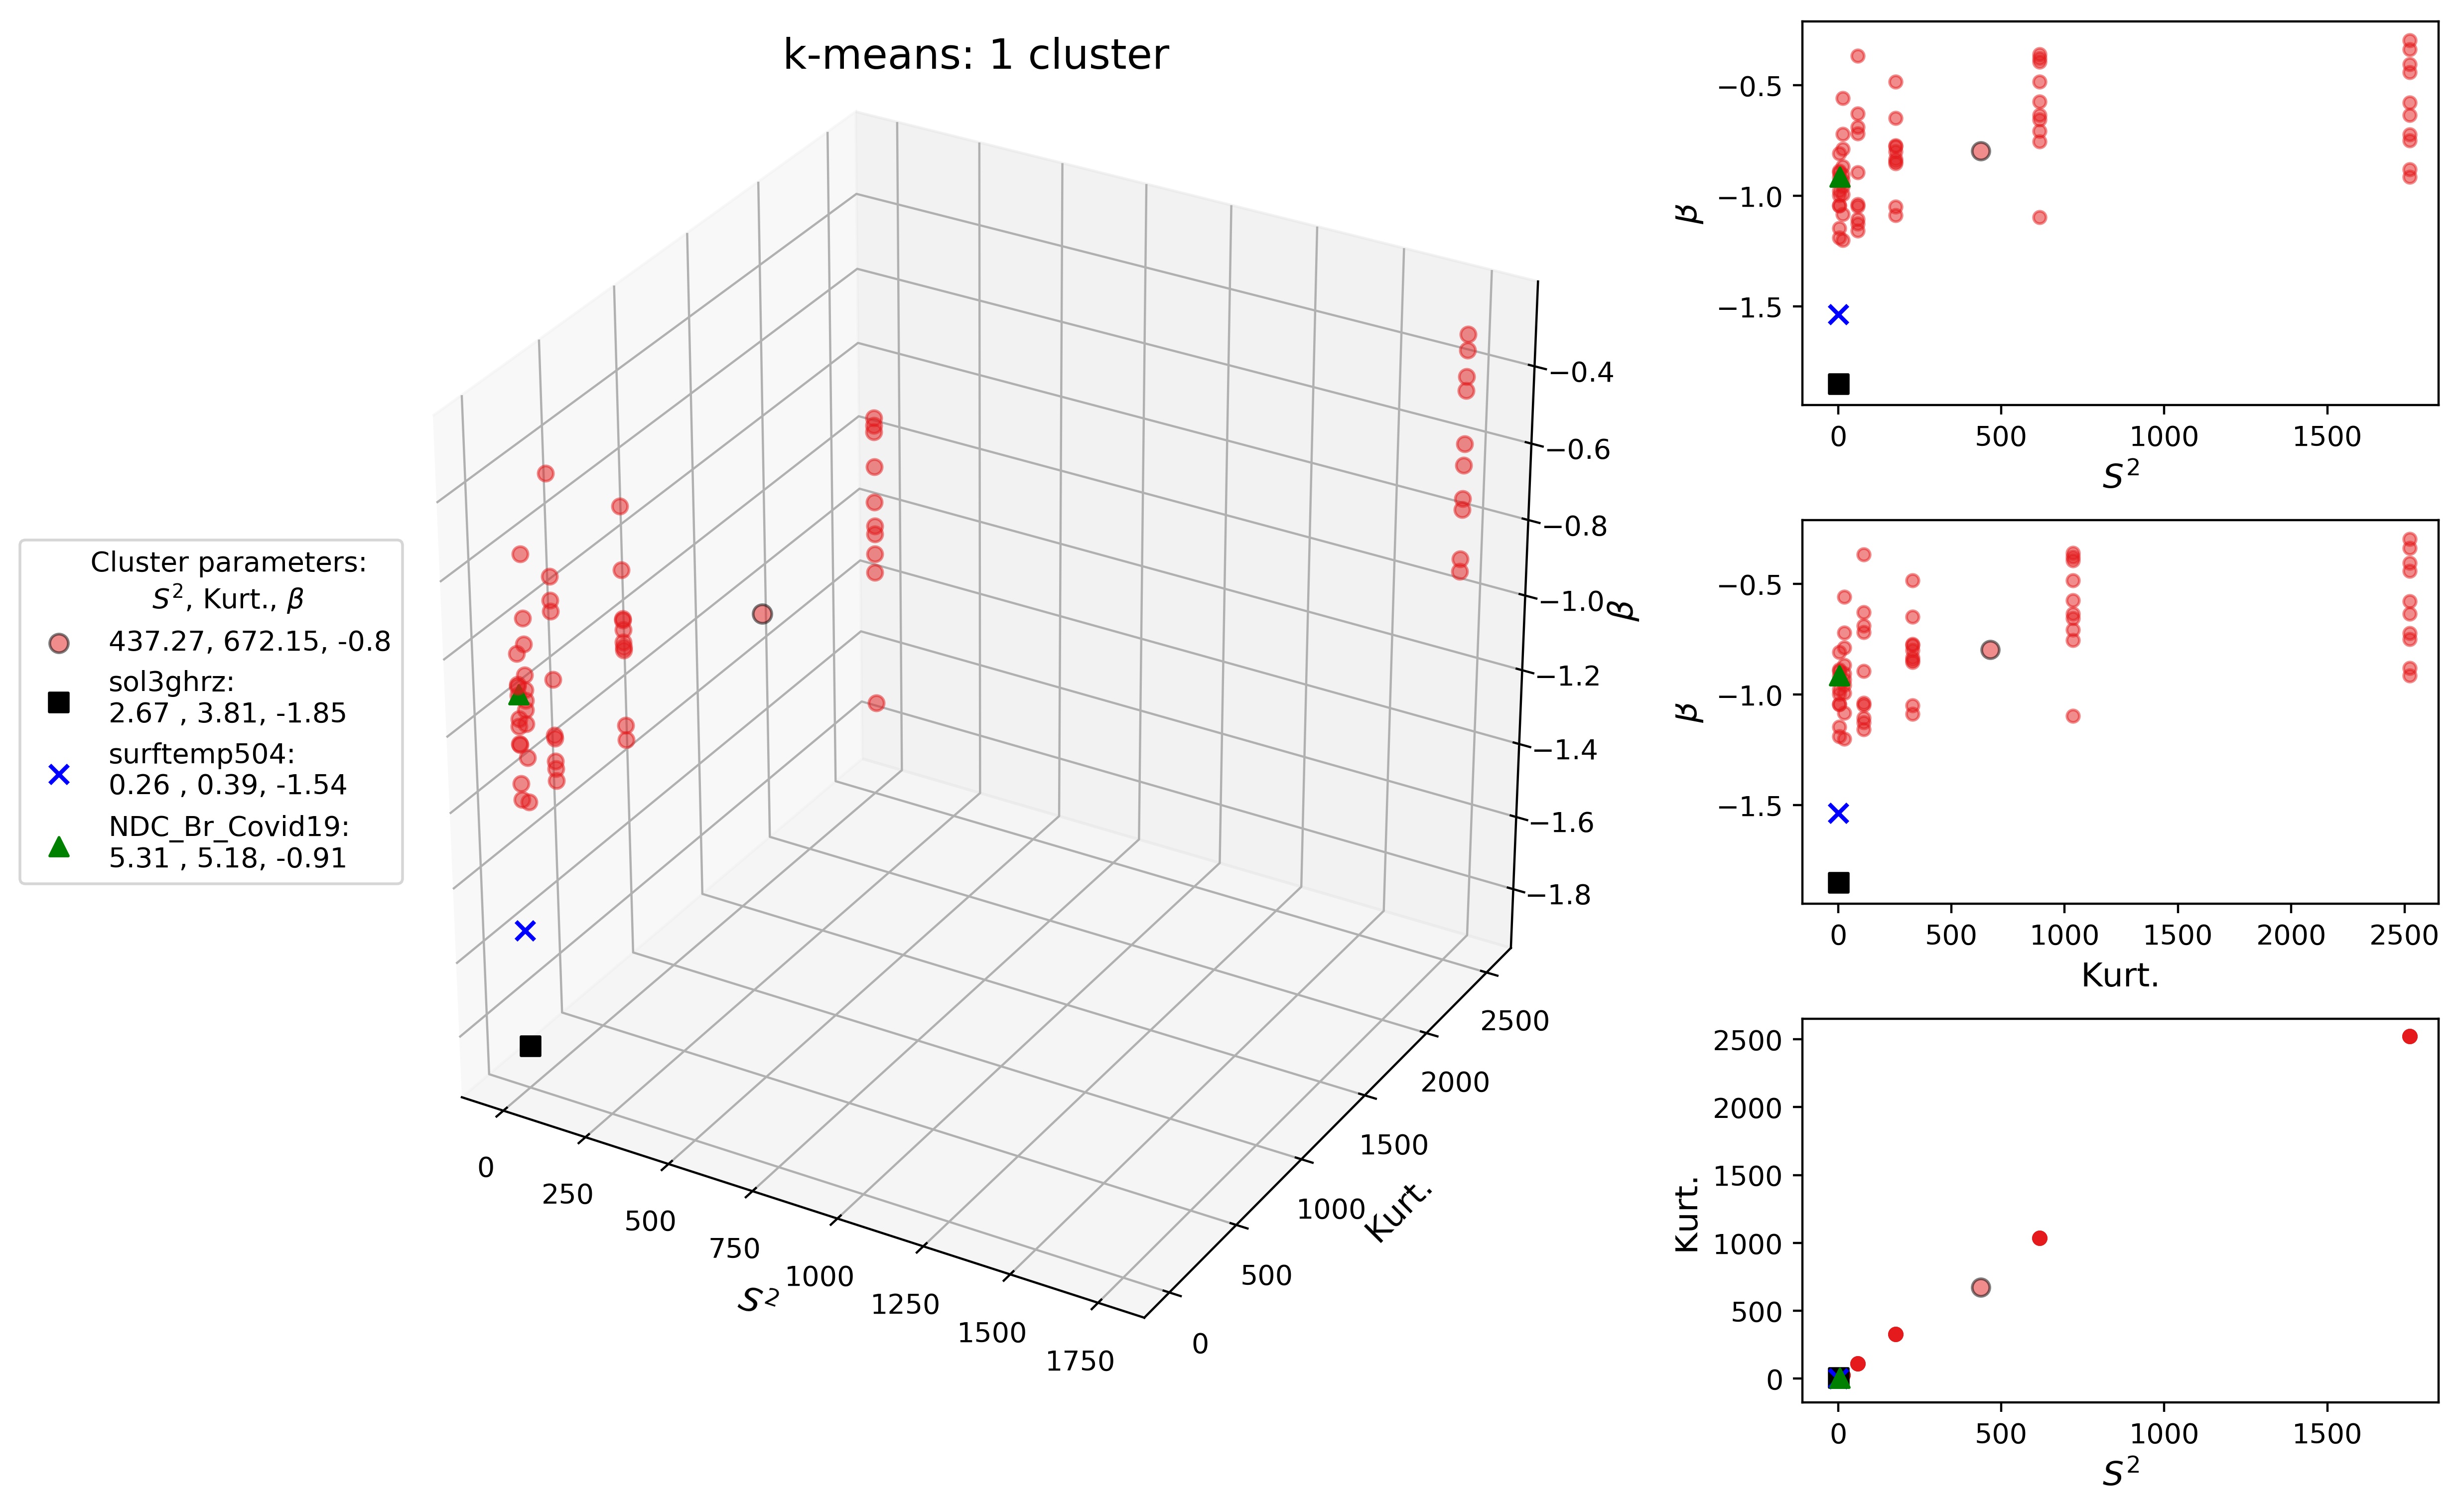 k-means: 1 cluster
Cluster parameters:
S², Kurt., β
437.27, 672.15, -0.8
sol3ghrz:
2.67 , 3.81, -1.85
surftemp504:
0.26 , 0.39, -1.54
NDC_Br_Covid19:
5.31 , 5.18, -0.91
−0.4
−0.6
−0.8
−1.0
−1.2
−1.4
−1.6
−1.8
β
0
250
500
750
1000
1250
1500
1750
S²
0
500
1000
1500
2000
2500
Kurt.
−0.5
−1.0
−1.5
β
0 500 1000 1500
S²
−0.5
−1.0
−1.5
β
0 500 1000 1500 2000 2500
Kurt.
2500
2000
1500
1000
500
0
Kurt.
0 500 1000 1500
S²